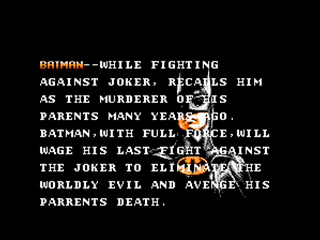 BATMAN--WHILE FIGHTING
AGAINST JOKER, RECALLS HIM
AS THE MURDERER OF HIS
PARENTS MANY YEARS AGO.
BATMAN,WITH FULL FORCE,WILL
WAGE HIS LAST FIGHT AGAINST
THE JOKER TO ELIMINATE THE
WORLDLY EVIL AND AVENGE HIS
PARRENTS DEATH.